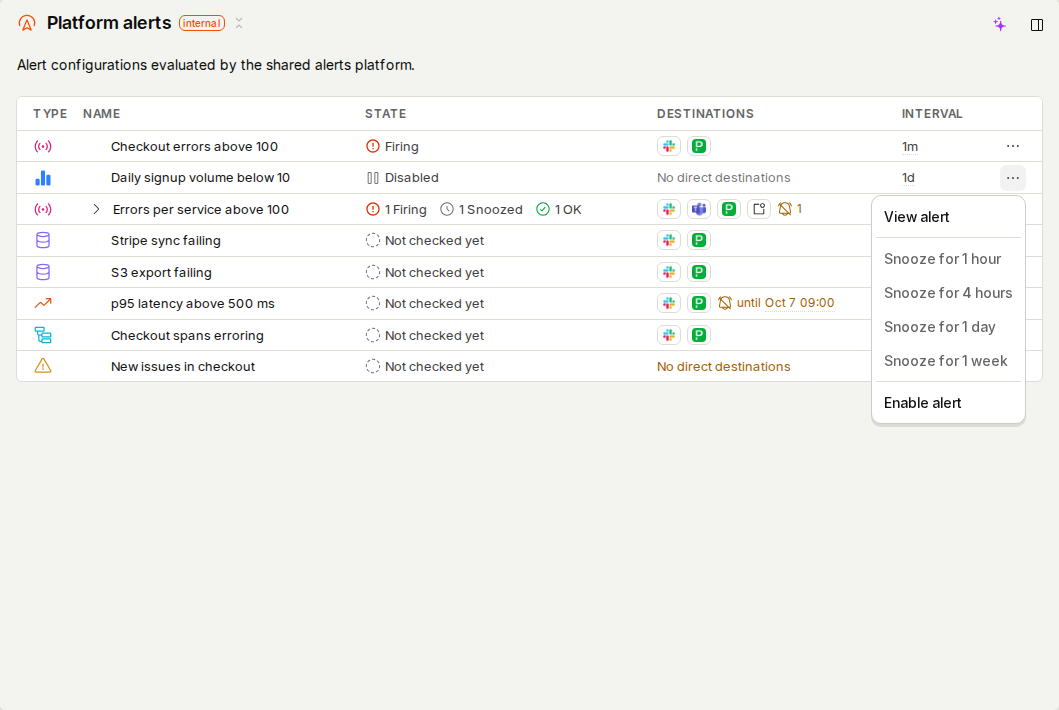 Platform alerts internal
Alert configurations evaluated by the shared alerts platform.
TYPE NAME STATE DESTINATIONS INTERVAL
Checkout errors above 100 Firing 1m
Daily signup volume below 10 Disabled No direct destinations 1d
Errors per service above 100 1 Firing 1 Snoozed 1 OK 1
Stripe sync failing Not checked yet
S3 export failing Not checked yet
p95 latency above 500 ms Not checked yet until Oct 7 09:00
Checkout spans erroring Not checked yet
New issues in checkout Not checked yet No direct destinations
View alert
Snooze for 1 hour
Snooze for 4 hours
Snooze for 1 day
Snooze for 1 week
Enable alert